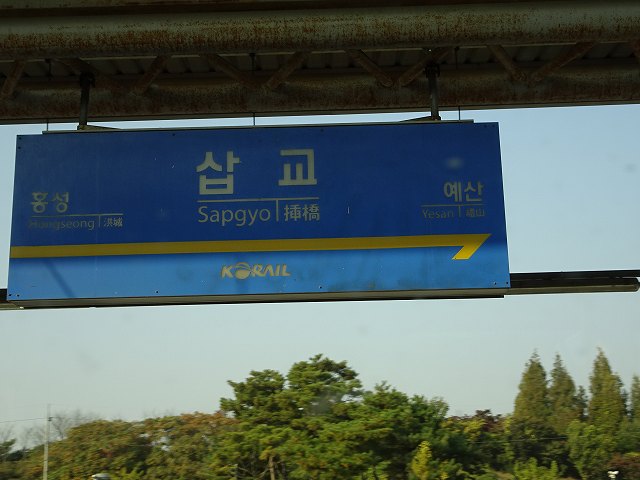 삽교
Sapgyo 揷橋
홍성
Hongseong 洪城
예산
Yesan 禮山
KORAIL